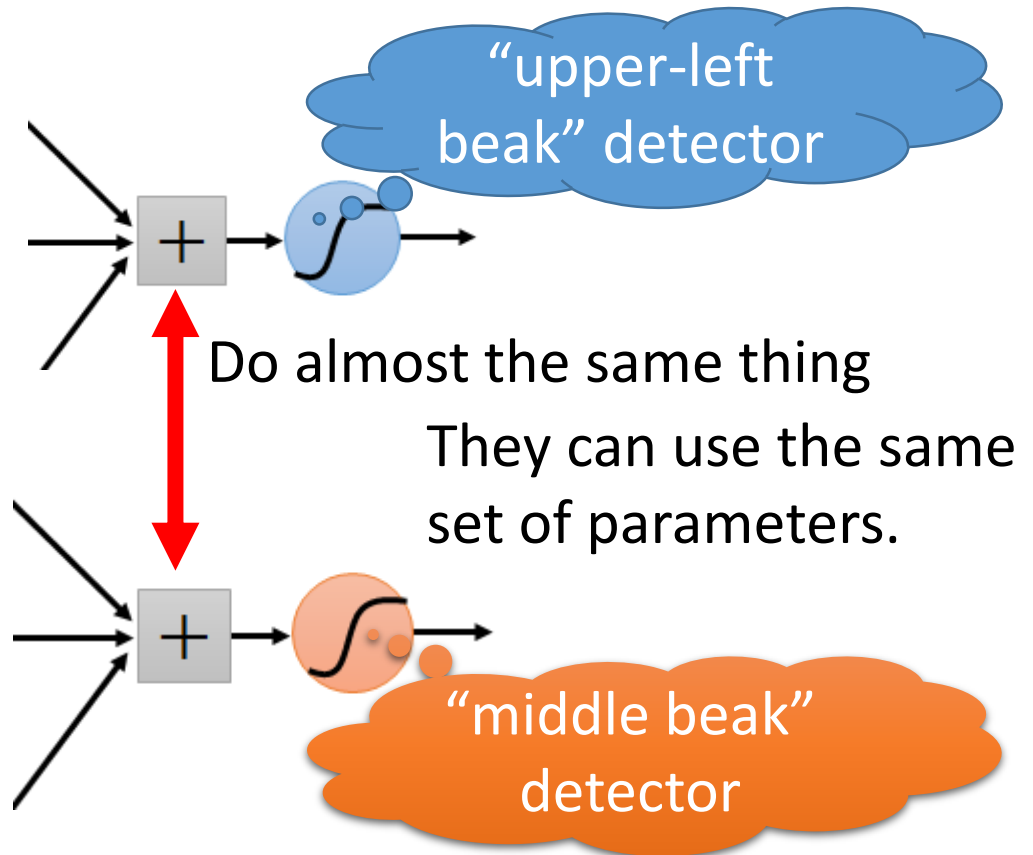 “upper-left
beak” detector
+
Do almost the same thing
They can use the same
set of parameters.
+
“middle beak”
detector